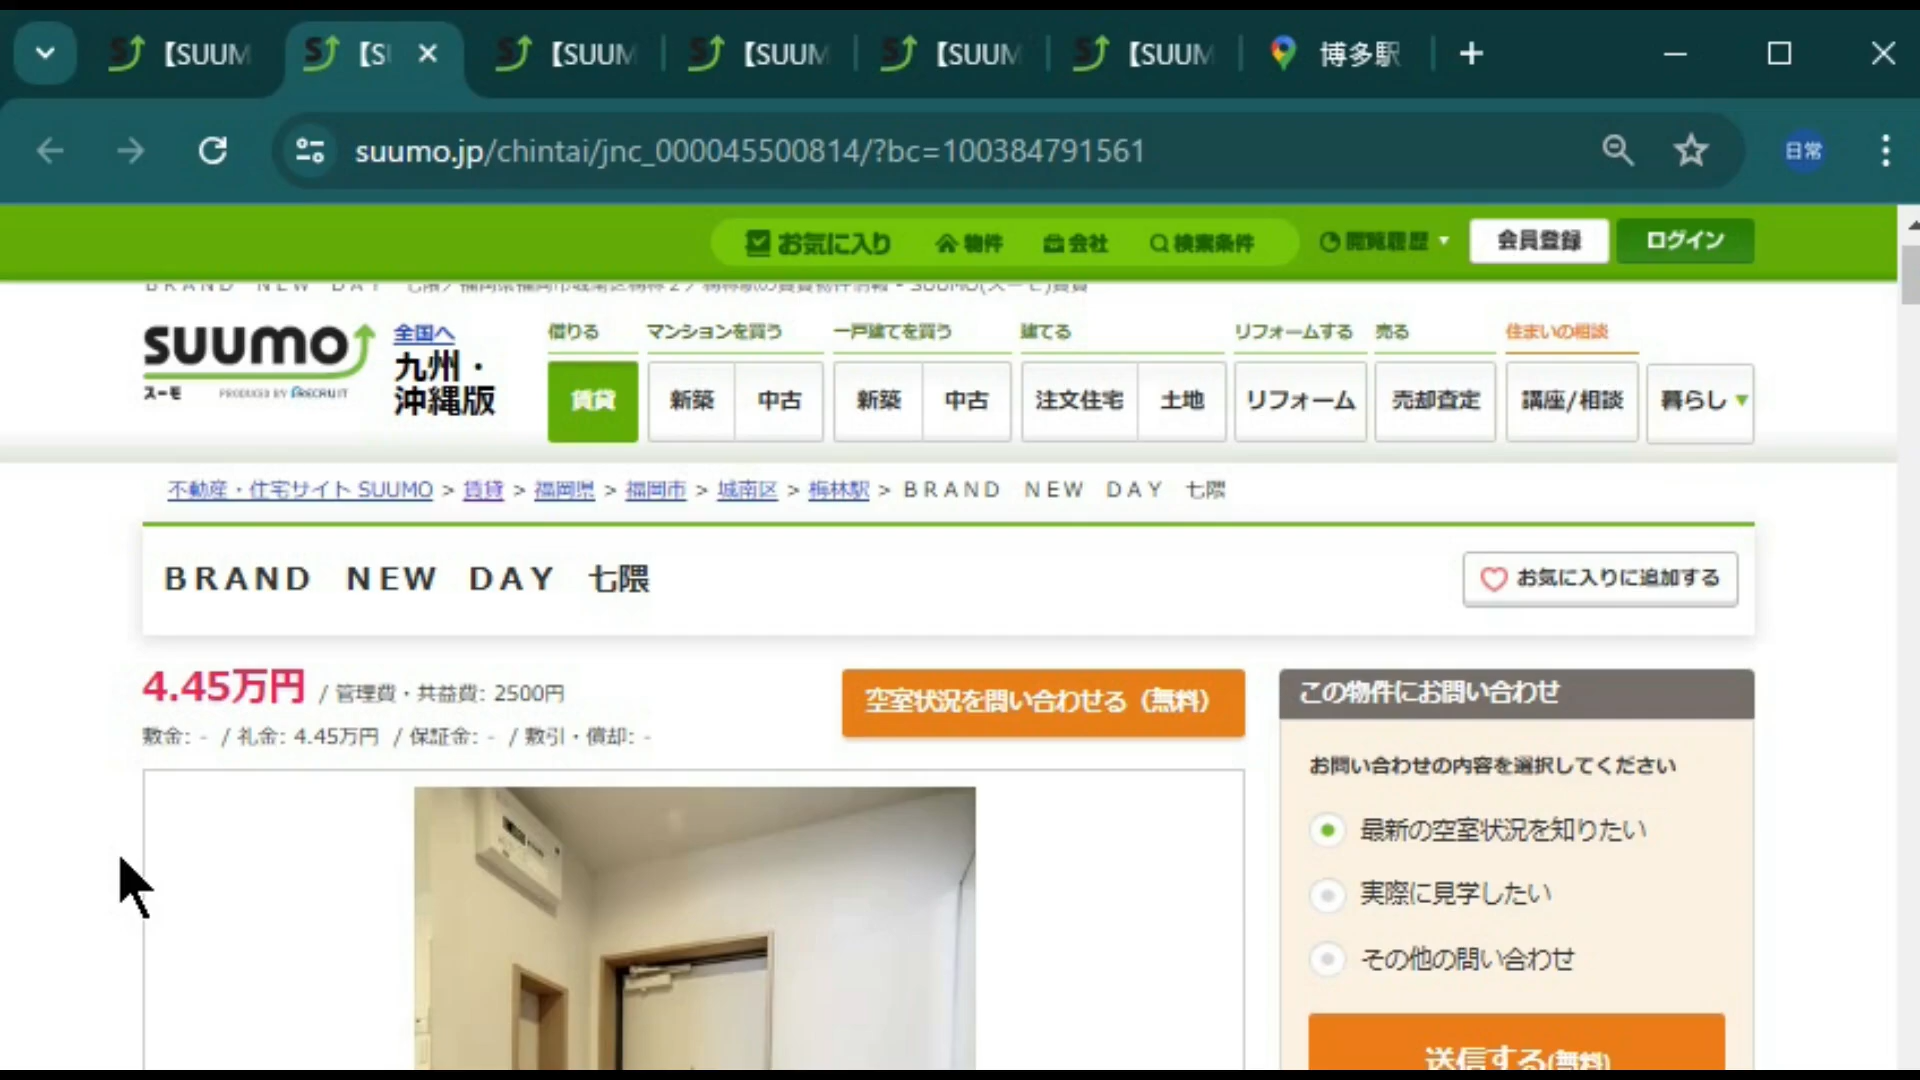 【SUUM
【S
【SUUM
【SUUM
【SUUM
【SUUM
博多駅
suumo.jp/chintai/jnc_000045500814/?bc=100384791561
日常
お気に入り 物件 会社 検索条件 閲覧履歴 会員登録 ログイン
SUUMO
スーモ PRODUCED BY RECRUIT
全国へ
九州・
沖縄版
借りる マンションを買う 一戸建てを買う 建てる リフォームする 売る 住まいの相談
賃貸 新築 中古 新築 中古 注文住宅 土地 リフォーム 売却査定 講座/相談 暮らし
不動産・住宅サイト SUUMO > 賃貸 > 福岡県 > 福岡市 > 城南区 > 梅林駅 > ＢＲＡＮＤ ＮＥＷ ＤＡＹ 七隈
ＢＲＡＮＤ ＮＥＷ ＤＡＹ 七隈
お気に入りに追加する
4.45万円 / 管理費・共益費: 2500円
敷金: - / 礼金: 4.45万円 / 保証金: - / 敷引・償却: -
空室状況を問い合わせる（無料）
この物件にお問い合わせ
お問い合わせの内容を選択してください
最新の空室状況を知りたい
実際に見学したい
その他の問い合わせ
送信する(無料)